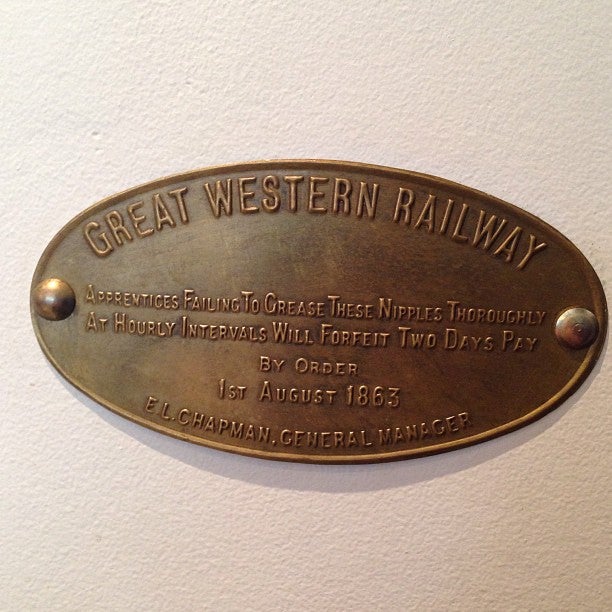 GREAT WESTERN RAILWAY
APPRENTICES FAILING TO GREASE THESE NIPPLES THOROUGHLY
AT HOURLY INTERVALS WILL FORFEIT TWO DAYS PAY
BY ORDER
1ST AUGUST 1863
E.L. CHAPMAN, GENERAL MANAGER